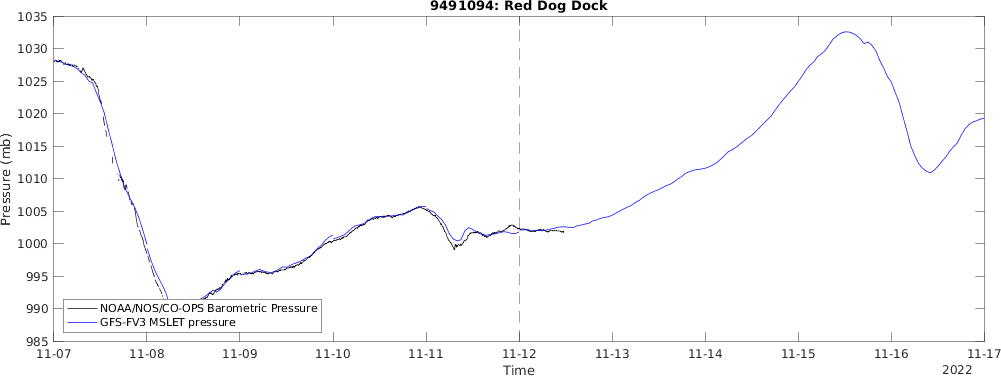 9491094: Red Dog Dock
1035
1030
1025
1020
1015
1010
1005
1000
995
990
985
Pressure (mb)
NOAA/NOS/CO-OPS Barometric Pressure
GFS-FV3 MSLET pressure
11-07 11-08 11-09 11-10 11-11 11-12 11-13 11-14 11-15 11-16 11-17
Time
2022